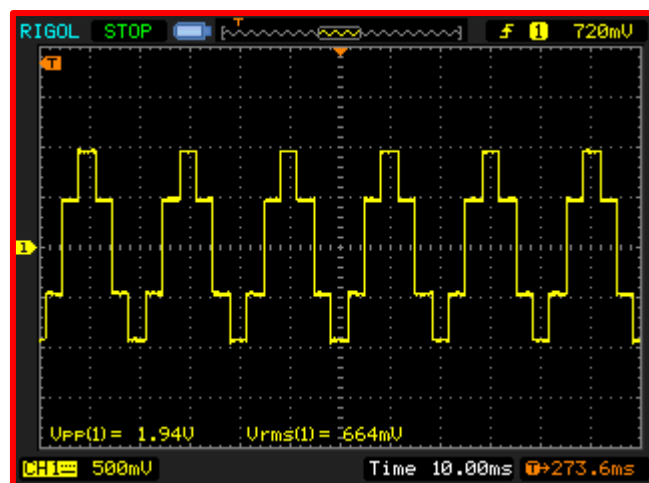 RIGOL STOP T 1 720mV
T
1
Vpp(1)= 1.94V Vrms(1)= 664mV
CH1 500mV Time 10.00ms T→273.6ms